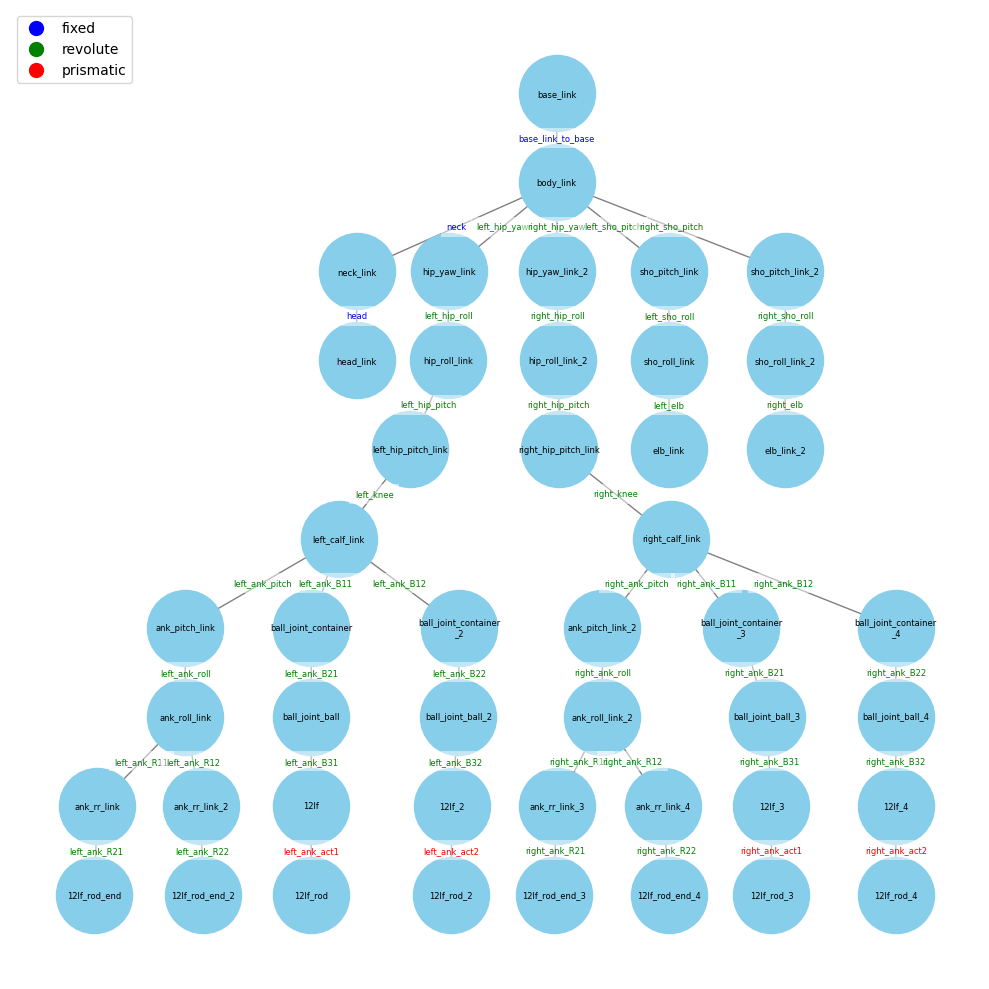 fixed
revolute
prismatic
base_link
base_link_to_base
body_link
neck
left_hip_yaw
right_hip_yaw
left_sho_pitch
right_sho_pitch
neck_link
hip_yaw_link
hip_yaw_link_2
sho_pitch_link
sho_pitch_link_2
head
left_hip_roll
right_hip_roll
left_sho_roll
right_sho_roll
head_link
hip_roll_link
hip_roll_link_2
sho_roll_link
sho_roll_link_2
left_hip_pitch
right_hip_pitch
left_elb
right_elb
left_hip_pitch_link
right_hip_pitch_link
elb_link
elb_link_2
left_knee
right_knee
left_calf_link
right_calf_link
left_ank_pitch
left_ank_B11
left_ank_B12
right_ank_pitch
right_ank_B11
right_ank_B12
ank_pitch_link
ball_joint_container
ball_joint_container
_2
ank_pitch_link_2
ball_joint_container
_3
ball_joint_container
_4
left_ank_roll
left_ank_B21
left_ank_B22
right_ank_roll
right_ank_B21
right_ank_B22
ank_roll_link
ball_joint_ball
ball_joint_ball_2
ank_roll_link_2
ball_joint_ball_3
ball_joint_ball_4
left_ank_R11
left_ank_R12
left_ank_B31
left_ank_B32
right_ank_R11
right_ank_R12
right_ank_B31
right_ank_B32
ank_rr_link
ank_rr_link_2
12lf
12lf_2
ank_rr_link_3
ank_rr_link_4
12lf_3
12lf_4
left_ank_R21
left_ank_R22
left_ank_act1
left_ank_act2
right_ank_R21
right_ank_R22
right_ank_act1
right_ank_act2
12lf_rod_end
12lf_rod_end_2
12lf_rod
12lf_rod_2
12lf_rod_end_3
12lf_rod_end_4
12lf_rod_3
12lf_rod_4